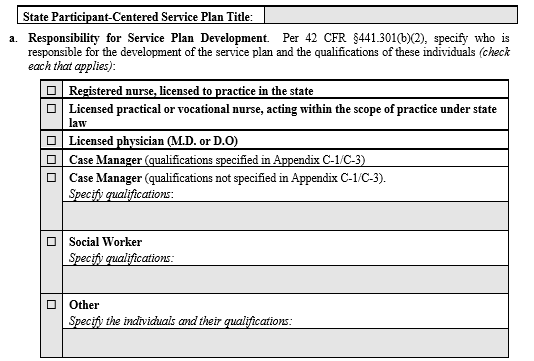 State Participant-Centered Service Plan Title:
a. Responsibility for Service Plan Development. Per 42 CFR §441.301(b)(2), specify who is
responsible for the development of the service plan and the qualifications of these individuals (check
each that applies):
☐ Registered nurse, licensed to practice in the state
☐ Licensed practical or vocational nurse, acting within the scope of practice under state
law
☐ Licensed physician (M.D. or D.O)
☐ Case Manager (qualifications specified in Appendix C-1/C-3)
☐ Case Manager (qualifications not specified in Appendix C-1/C-3).
Specify qualifications:
☐ Social Worker
Specify qualifications:
☐ Other
Specify the individuals and their qualifications: